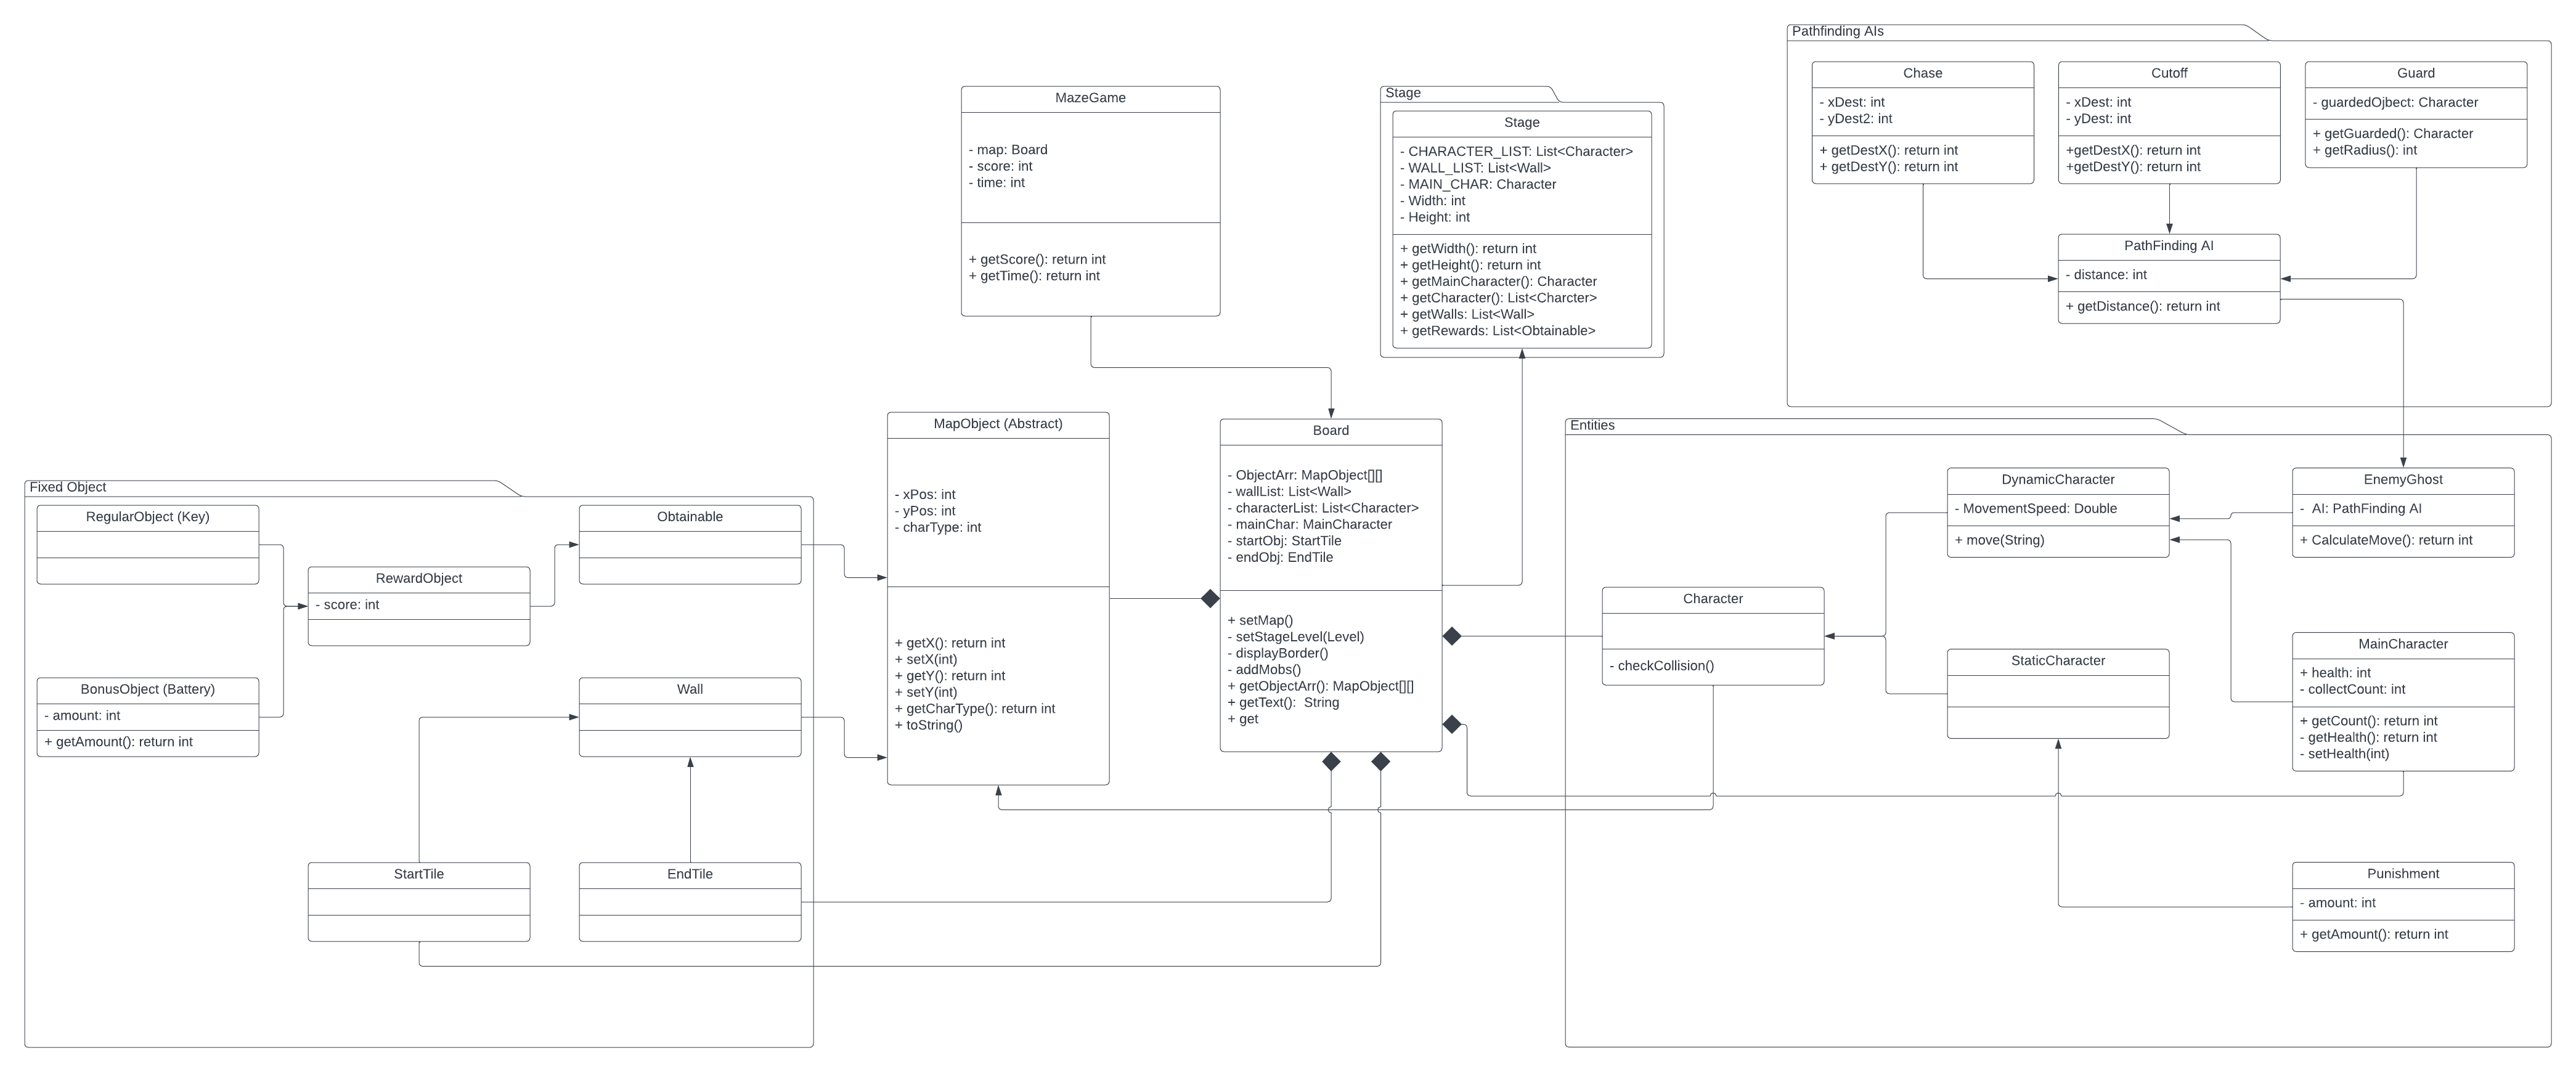 Pathfinding AIs
Chase
- xDest: int
- yDest2: int
+ getDestX(): return int
+ getDestY(): return int
Cutoff
- xDest: int
- yDest: int
+getDestX(): return int
+getDestY(): return int
Guard
- guardedOjbect: Character
+ getGuarded(): Character
+ getRadius(): int
PathFinding AI
- distance: int
+ getDistance(): return int
MazeGame
- map: Board
- score: int
- time: int
+ getScore(): return int
+ getTime(): return int
Stage
Stage
- CHARACTER_LIST: List<Character>
- WALL_LIST: List<Wall>
- MAIN_CHAR: Character
- Width: int
- Height: int
+ getWidth(): return int
+ getHeight(): return int
+ getMainCharacter(): Character
+ getCharacter(): List<Charcter>
+ getWalls: List<Wall>
+ getRewards: List<Obtainable>
Fixed Object
RegularObject (Key)
RewardObject
- score: int
Obtainable
BonusObject (Battery)
- amount: int
+ getAmount(): return int
Wall
StartTile
EndTile
MapObject (Abstract)
- xPos: int
- yPos: int
- charType: int
+ getX(): return int
+ setX(int)
+ getY(): return int
+ setY(int)
+ getCharType(): return int
+ toString()
Board
- ObjectArr: MapObject[][]
- wallList: List<Wall>
- characterList: List<Character>
- mainChar: MainCharacter
- startObj: StartTile
- endObj: EndTile
+ setMap()
- setStageLevel(Level)
- displayBorder()
- addMobs()
+ getObjectArr(): MapObject[][]
+ getText():  String
+ get
Entities
Character
- checkCollision()
DynamicCharacter
- MovementSpeed: Double
+ move(String)
StaticCharacter
EnemyGhost
-  AI: PathFinding AI
+ CalculateMove(): return int
MainCharacter
+ health: int
- collectCount: int
+ getCount(): return int
- getHealth(): return int
- setHealth(int)
Punishment
- amount: int
+ getAmount(): return int